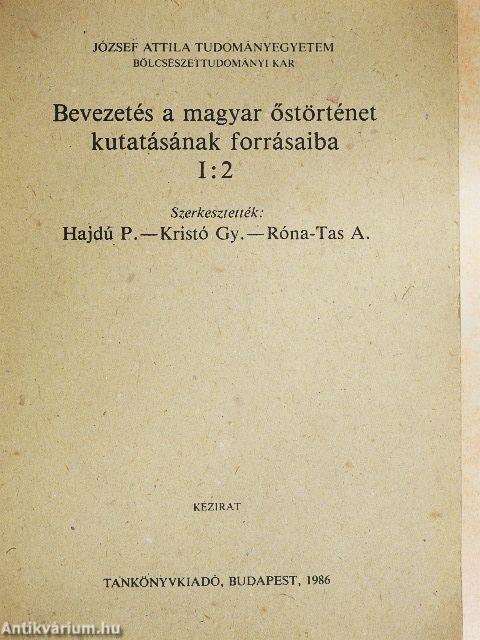 JÓZSEF ATTILA TUDOMÁNYEGYETEM
BÖLCSÉSZETTUDOMÁNYI KAR
Bevezetés a magyar őstörténet
kutatásának forrásaiba
I:2
Szerkesztették:
Hajdú P.—Kristó Gy.—Róna-Tas A.
KÉZIRAT
TANKÖNYVKIADÓ, BUDAPEST, 1986
Antikvárium.hu